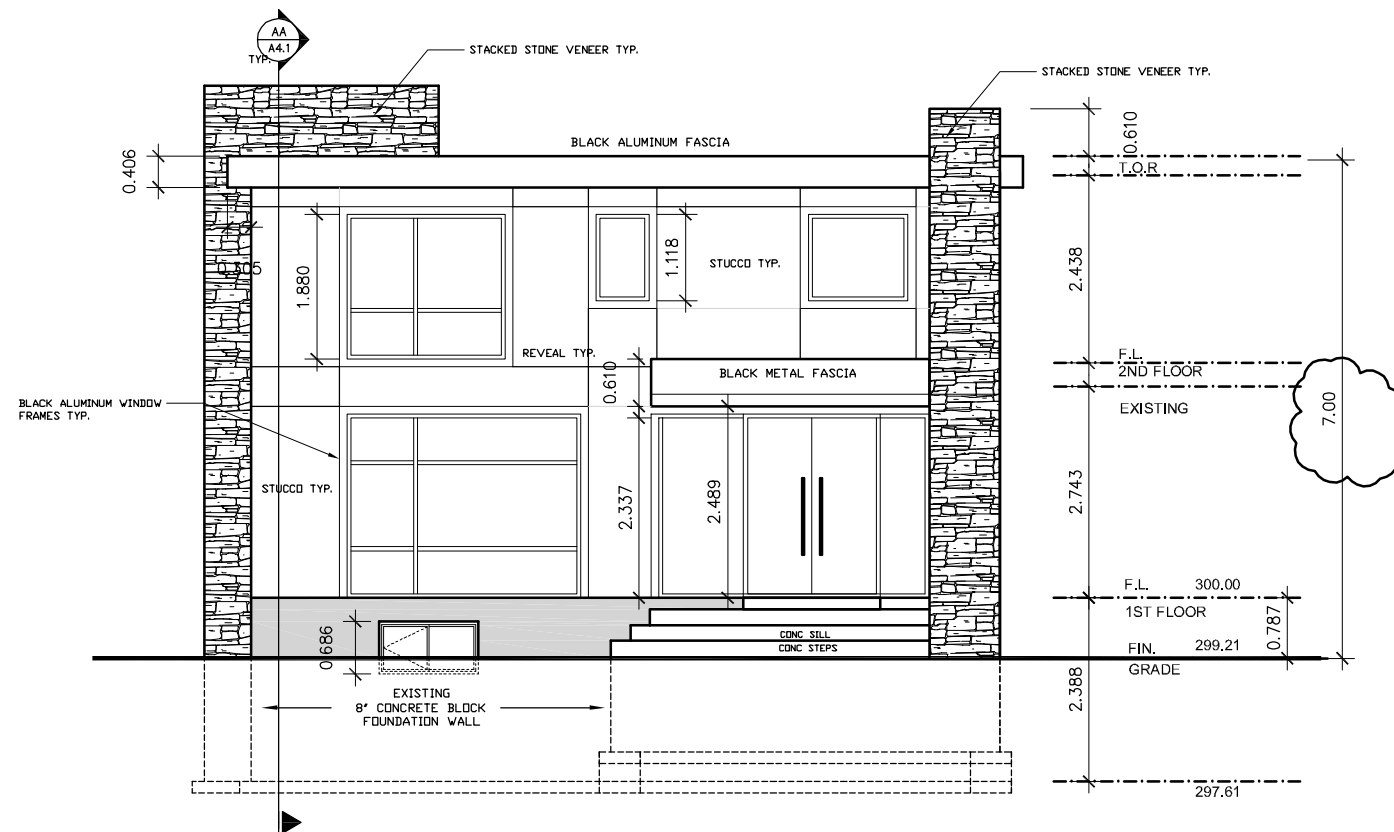 AA
A4.1
TYP.
STACKED STONE VENEER TYP.
STACKED STONE VENEER TYP.
BLACK ALUMINUM FASCIA
0.406
0.610
T.O.R
0.305
1.880
1.118
STUCCO TYP.
2.438
REVEAL TYP.
F.L.
2ND FLOOR
BLACK METAL FASCIA
0.610
BLACK ALUMINUM WINDOW
FRAMES TYP.
EXISTING
7.00
STUCCO TYP.
2.337
2.489
2.743
F.L. 300.00
1ST FLOOR
0.686
CONC SILL
CONC STEPS
FIN. 299.21
GRADE
0.787
2.388
EXISTING
8" CONCRETE BLOCK
FOUNDATION WALL
297.61